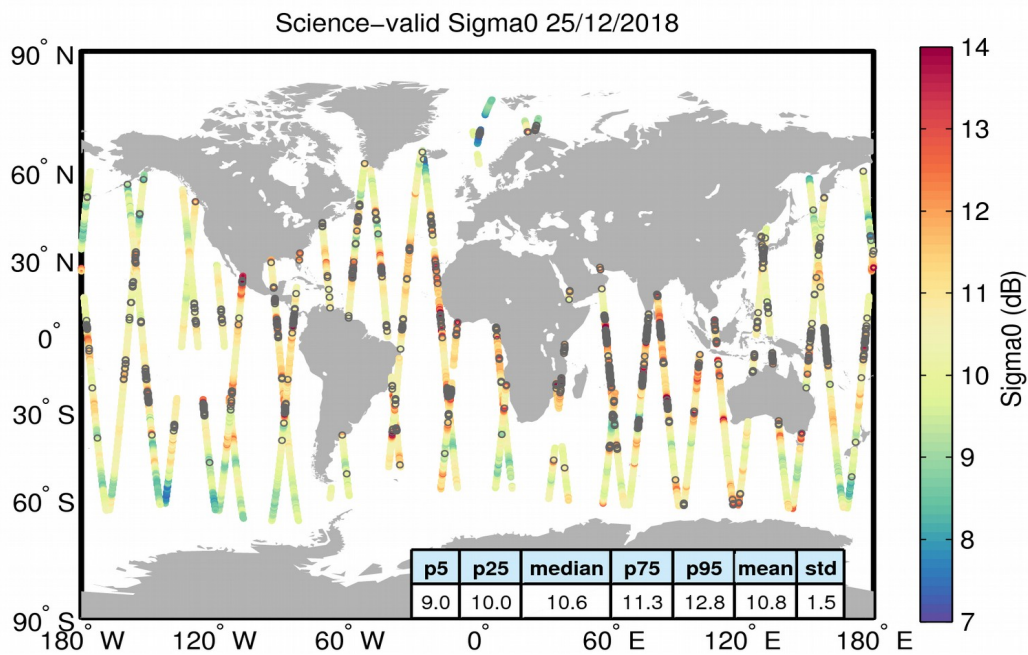 Science−valid Sigma0 25/12/2018
90° N
60° N
30° N
0°
30° S
60° S
90° S
180° W
120° W
60° W
0°
60° E
120° E
180° E
p5 p25 median p75 p95 mean std
9.0 10.0 10.6 11.3 12.8 10.8 1.5
14
13
12
11
10
9
8
7
Sigma0 (dB)